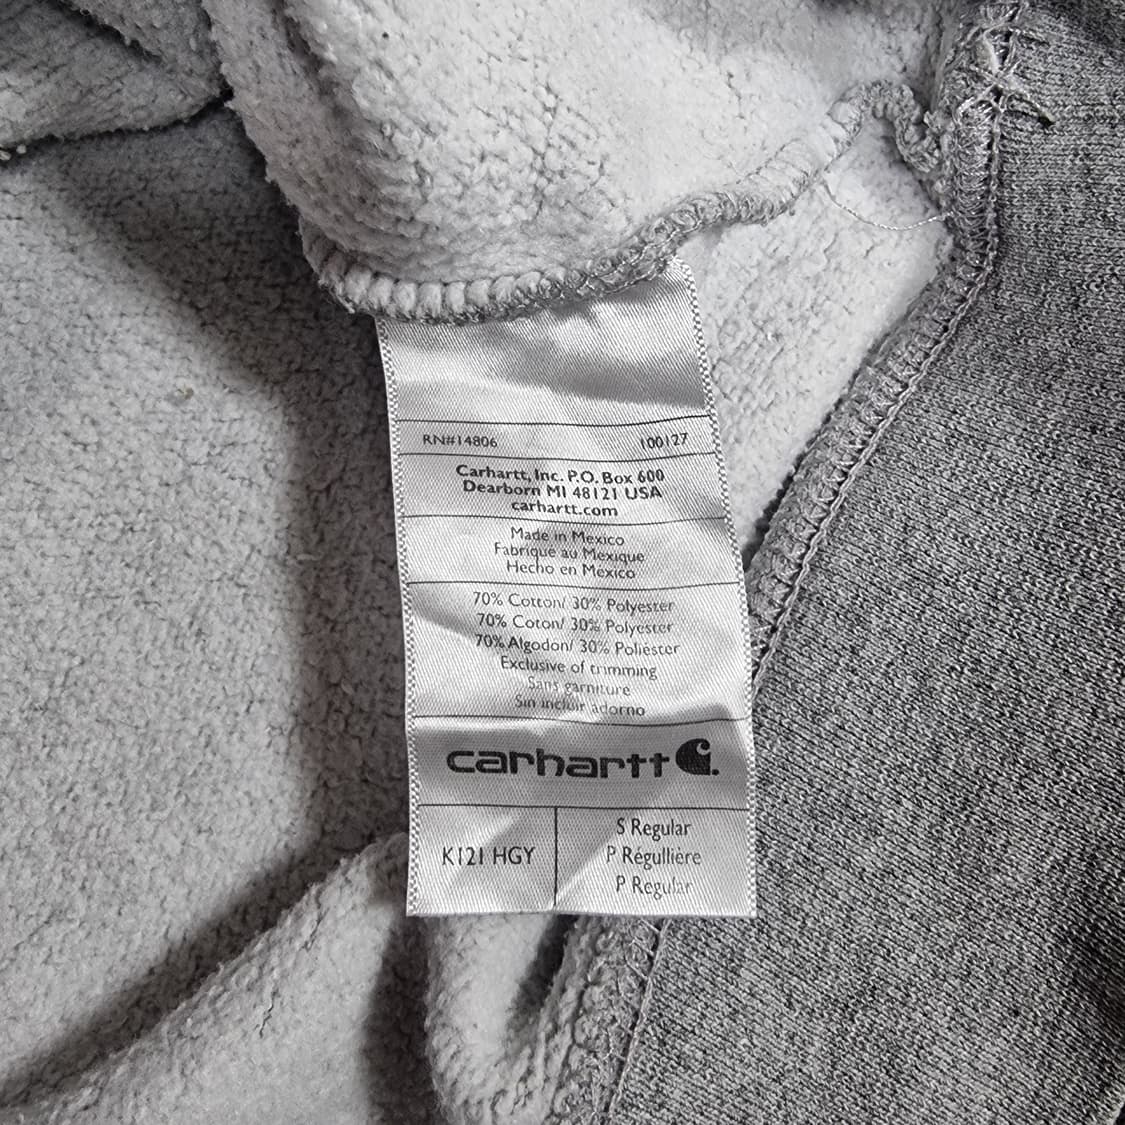 RN#14806 100127
Carhartt, Inc. P.O. Box 600
Dearborn MI 48121 USA
carhartt.com
Made in Mexico
Fabriqué au Mexique
Hecho en México
70% Cotton/ 30% Polyester
70% Coton/ 30% Polyester
70% Algodon/ 30% Poliéster
Exclusive of trimming
Sans garniture
Sin incluir adorno
carhartt
K121 HGY
S Regular
P Régullière
P Regular